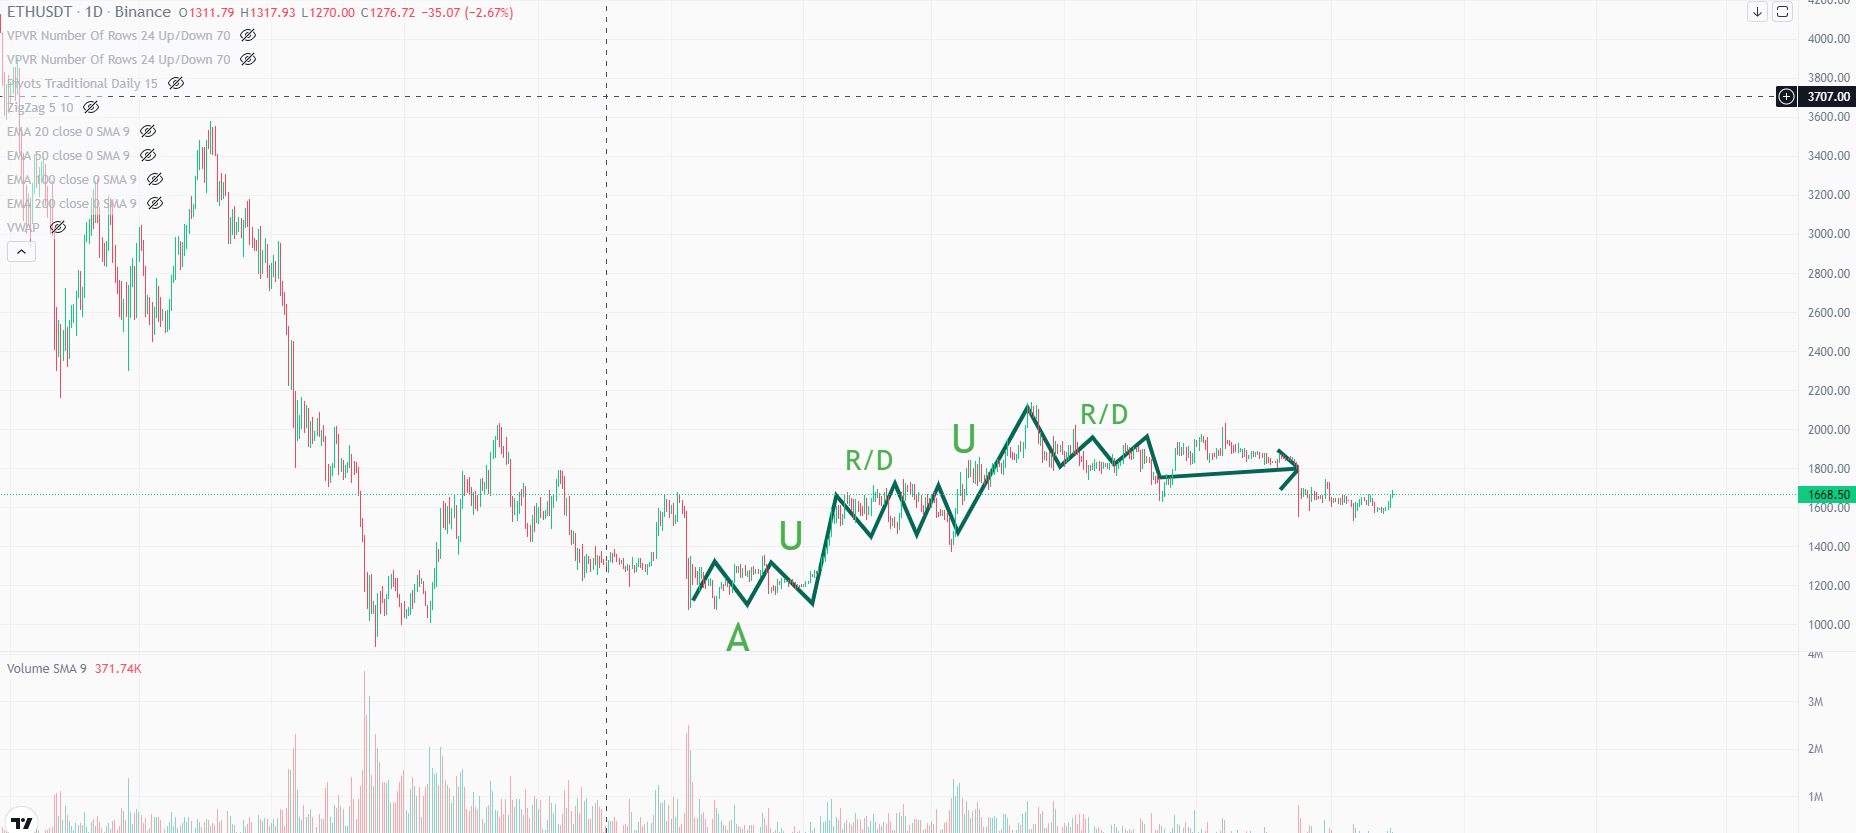 ETHUSDT · 1D · Binance O1311.79 H1317.93 L1270.00 C1276.72 −35.07 (−2.67%)
VPVR Number Of Rows 24 Up/Down 70
VPVR Number Of Rows 24 Up/Down 70
Pivots Traditional Daily 15
ZigZag 5 10
EMA 20 close 0 SMA 9
EMA 50 close 0 SMA 9
EMA 100 close 0 SMA 9
EMA 200 close 0 SMA 9
VWAP
R/D
U
R/D
U
A
4200.00
4000.00
3800.00
3707.00
3600.00
3400.00
3200.00
3000.00
2800.00
2600.00
2400.00
2200.00
2000.00
1800.00
1668.50
1600.00
1400.00
1200.00
1000.00
Volume SMA 9 371.74K
4M
3M
2M
1M